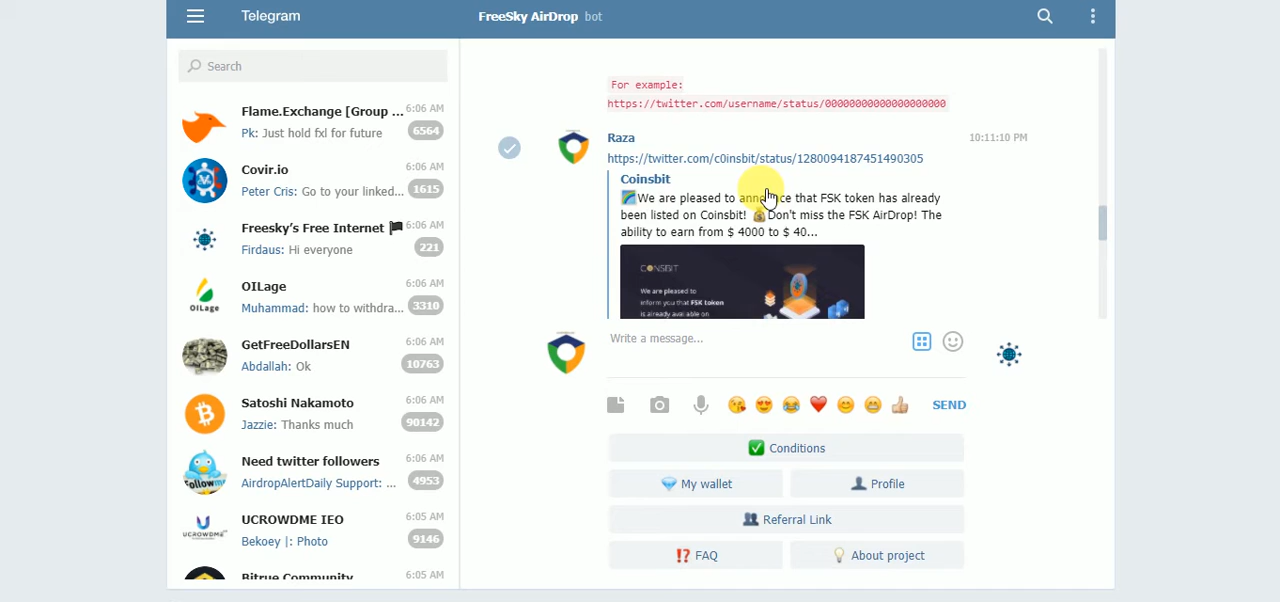 Telegram
FreeSky AirDrop bot
Search
Flame.Exchange [Group ... 6:06 AM
Pk: Just hold fxl for future 6564
Covir.io 6:06 AM
Peter Cris: Go to your linked... 1615
Freesky's Free Internet 6:06 AM
Firdaus: Hi everyone 221
OILage
OILage 6:06 AM
Muhammad: how to withdra... 3310
GetFreeDollarsEN 6:06 AM
Abdallah: Ok 10763
Satoshi Nakamoto 6:06 AM
Jazzie: Thanks much 90142
Follow
Need twitter followers 6:06 AM
AirdropAlertDaily Support: ... 4953
UCROWDME
UCROWDME IEO 6:05 AM
Bekoey |: Photo 9146
Bitrue Community 6:05 AM
For example:
https://twitter.com/username/status/0000000000000000000
Raza 10:11:10 PM
https://twitter.com/c0insbit/status/1280094187451490305
Coinsbit
We are pleased to announce that FSK token has already
been listed on Coinsbit! Don't miss the FSK AirDrop! The
ability to earn from $ 4000 to $ 40...
COINSBIT
We are pleased to
inform you that FSK token
is already available on
Write a message...
SEND
Conditions
My wallet Profile
Referral Link
⁉ FAQ About project